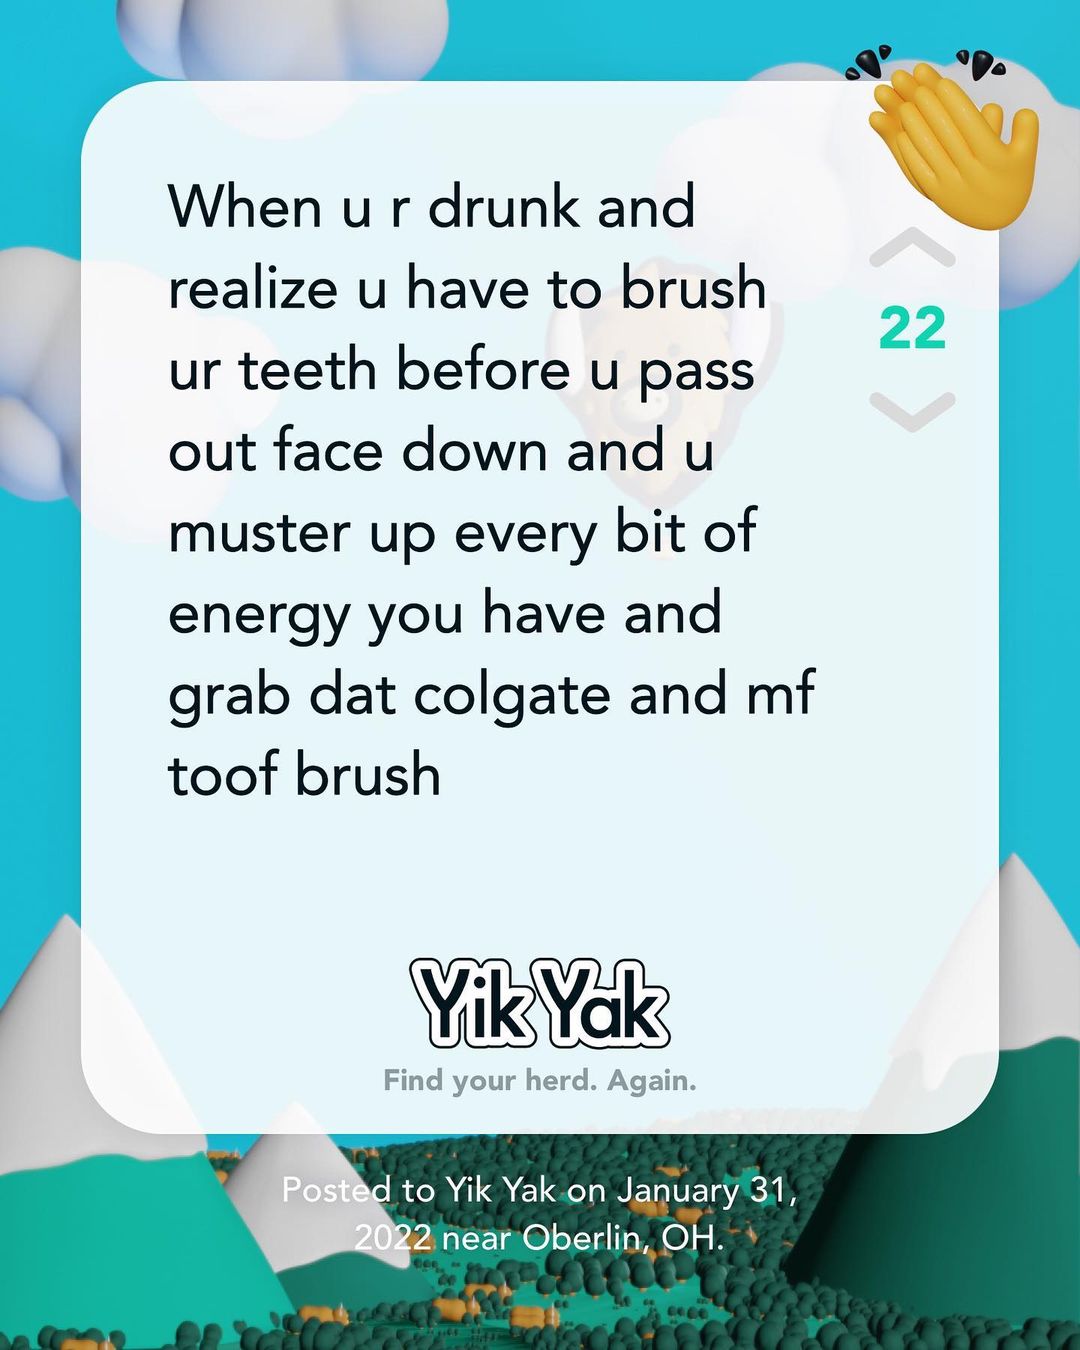 When u r drunk and
realize u have to brush
ur teeth before u pass
out face down and u
muster up every bit of
energy you have and
grab dat colgate and mf
toof brush
22
Yik Yak
Find your herd. Again.
Posted to Yik Yak on January 31,
2022 near Oberlin, OH.